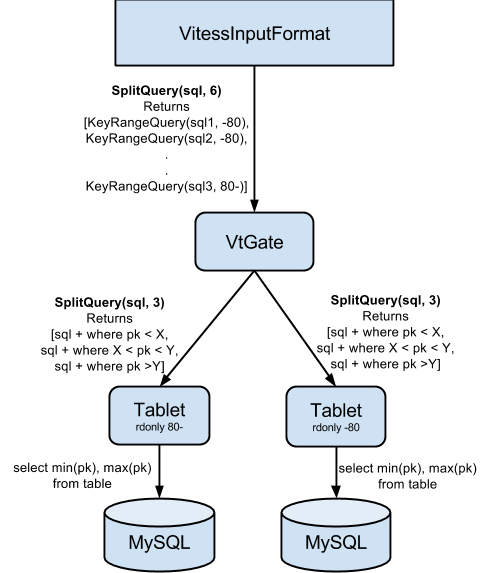 VitessInputFormat
SplitQuery(sql, 6)
Returns
[KeyRangeQuery(sql1, -80),
KeyRangeQuery(sql2, -80),
.
.
KeyRangeQuery(sql3, 80-)]
VtGate
SplitQuery(sql, 3)
Returns
[sql + where pk < X,
sql + where X < pk < Y,
sql + where pk >Y]
SplitQuery(sql, 3)
Returns
[sql + where pk < X,
sql + where X < pk < Y,
sql + where pk >Y]
Tablet
rdonly 80-
Tablet
rdonly -80
select min(pk), max(pk)
from table
select min(pk), max(pk)
from table
MySQL
MySQL